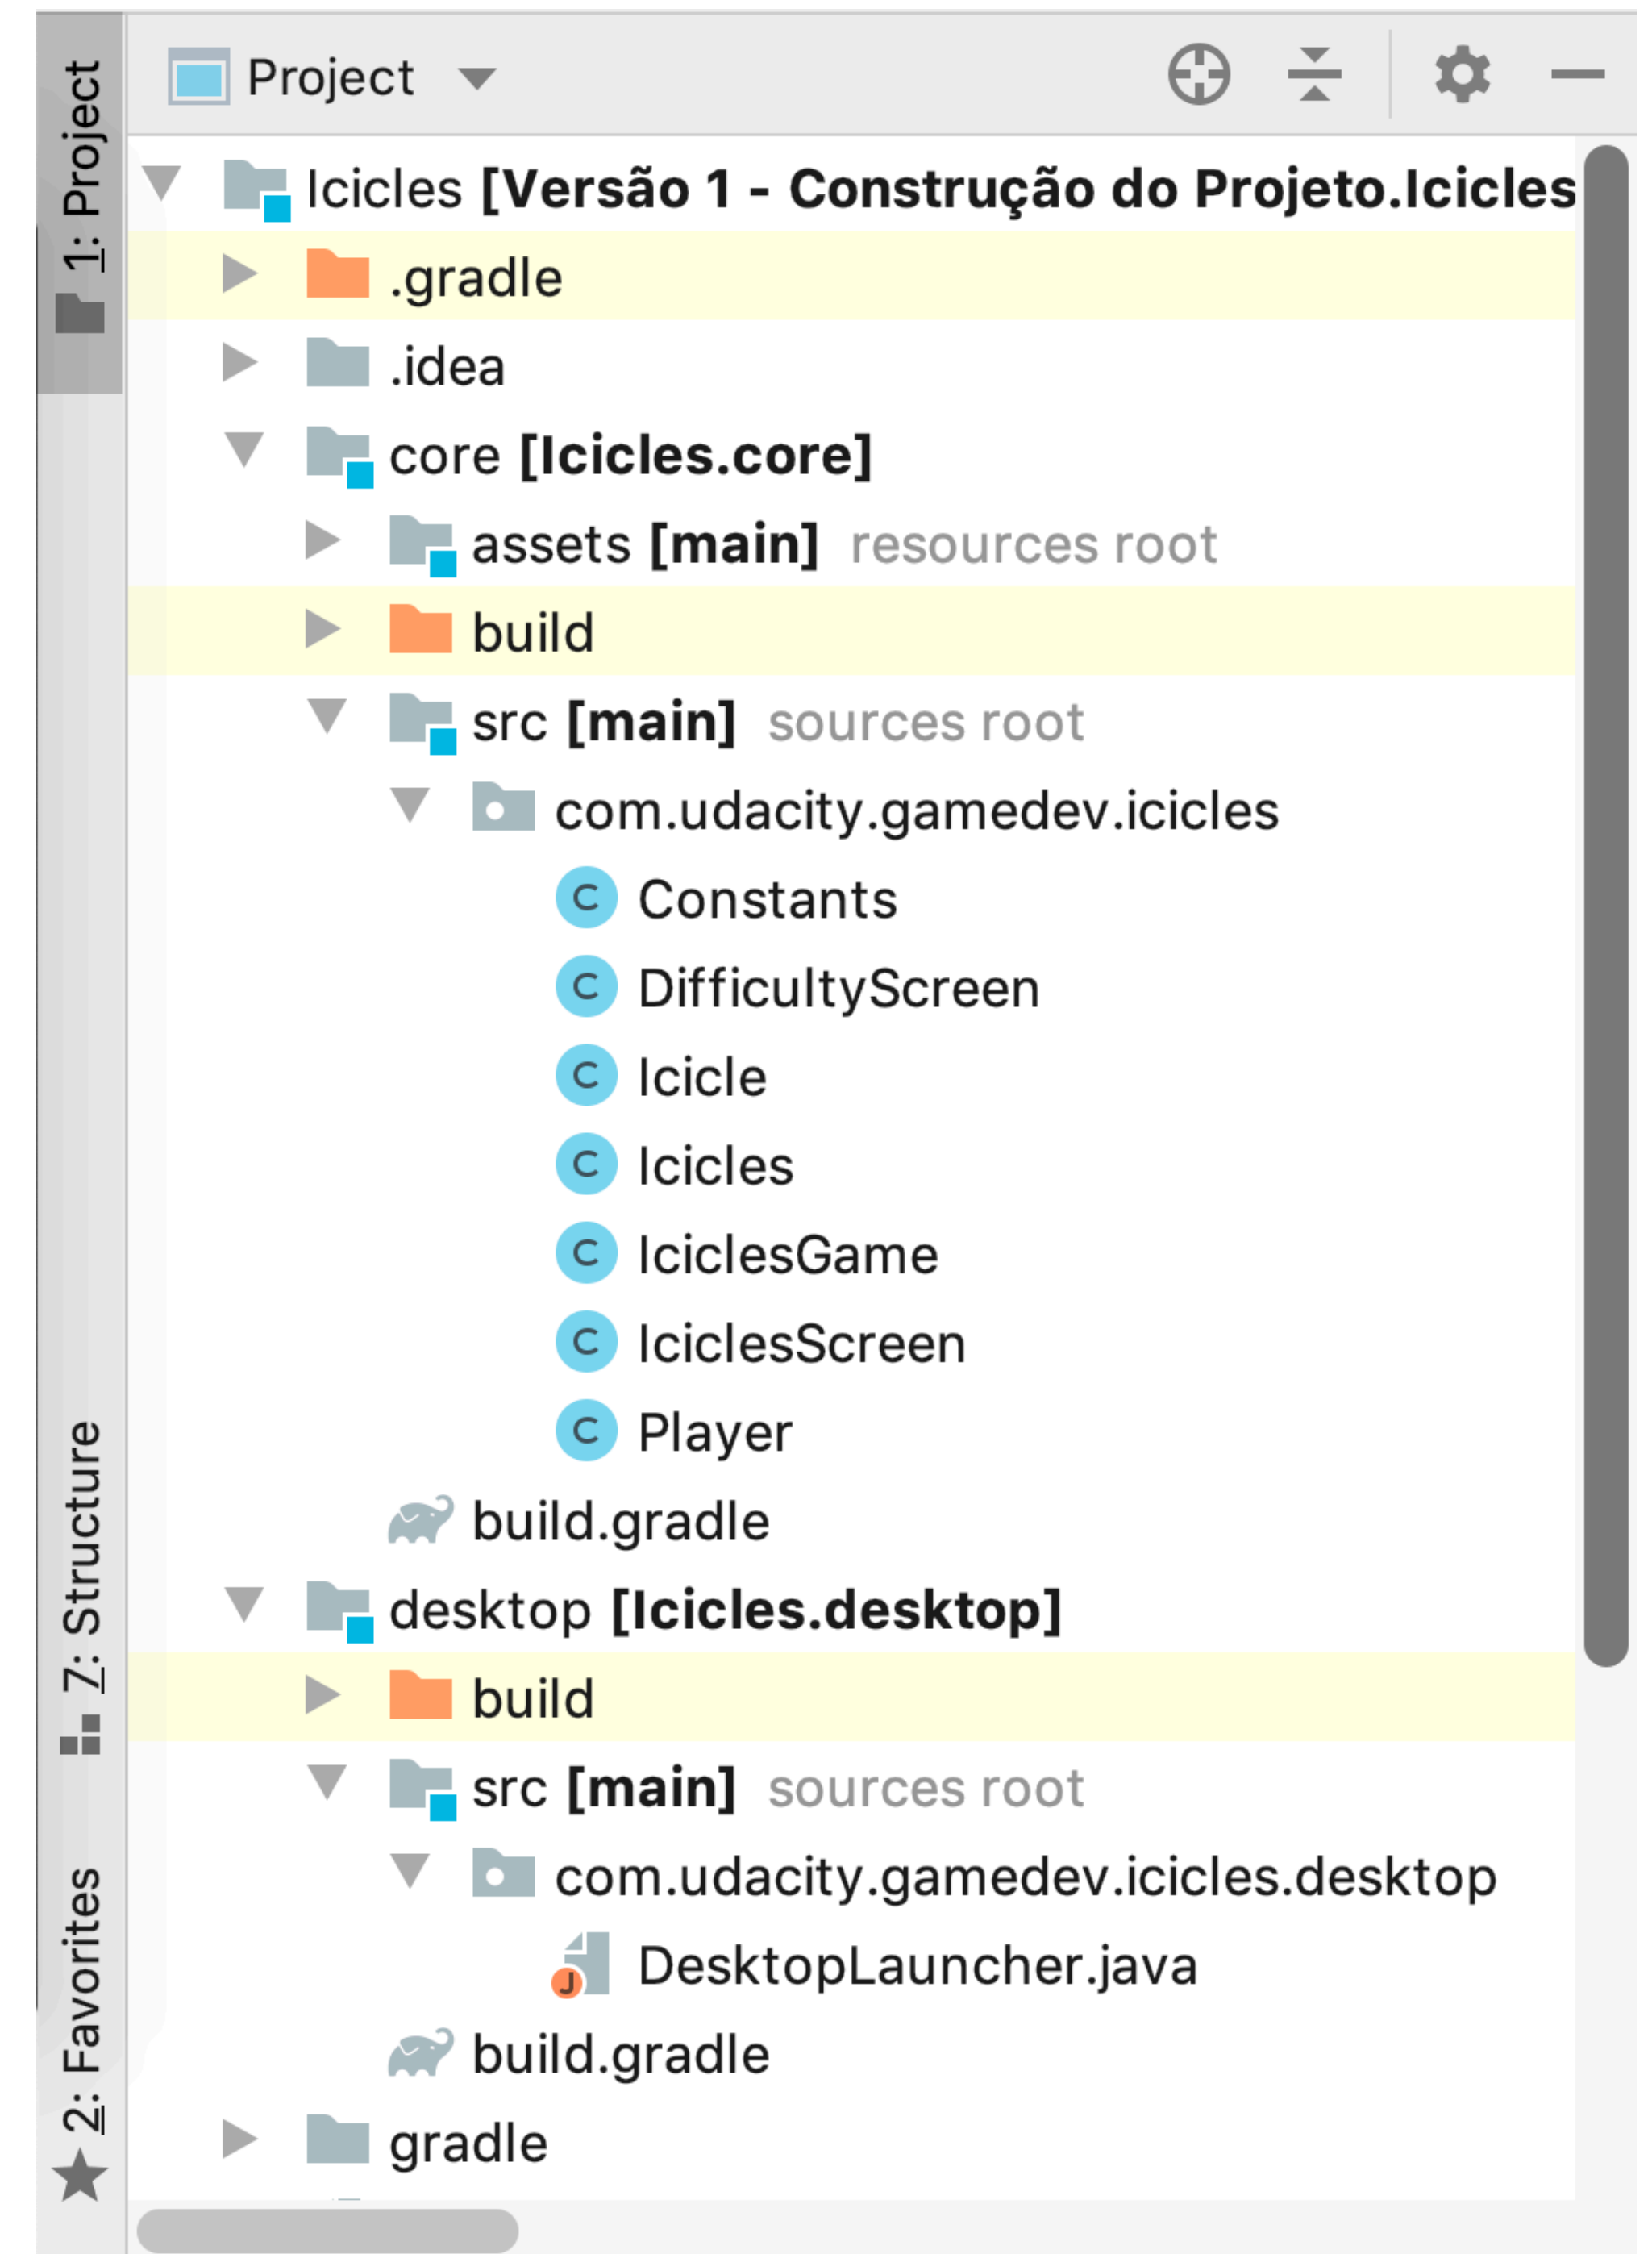 Project
Icicles [Versão 1 - Construção do Projeto.Icicles
.gradle
.idea
core [Icicles.core]
assets [main] resources root
build
src [main] sources root
com.udacity.gamedev.icicles
C Constants
C DifficultyScreen
C Icicle
C Icicles
C IciclesGame
C IciclesScreen
C Player
build.gradle
desktop [Icicles.desktop]
build
src [main] sources root
com.udacity.gamedev.icicles.desktop
J DesktopLauncher.java
build.gradle
gradle
1: Project
7: Structure
2: Favorites